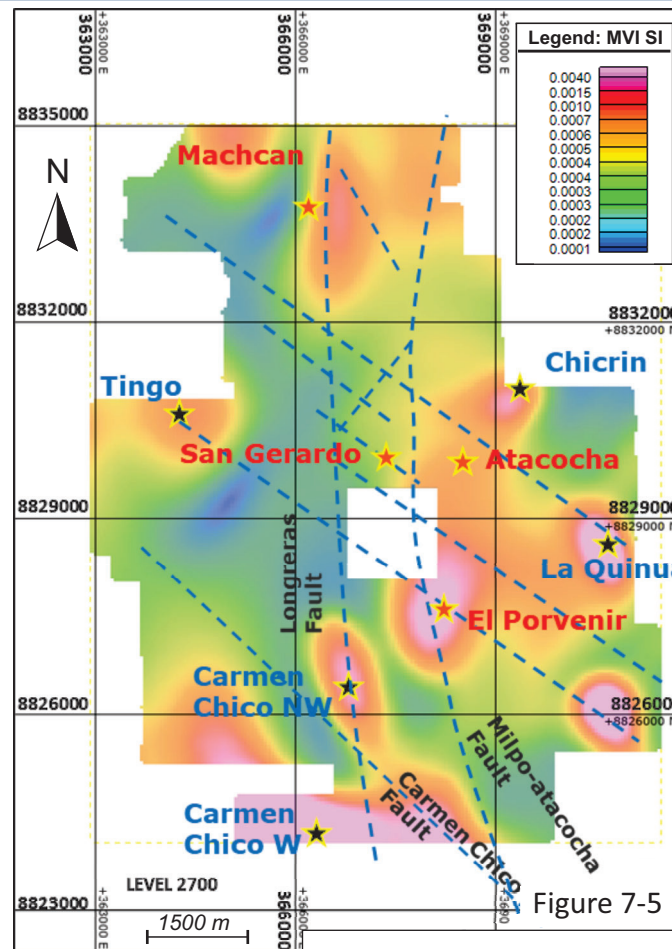 363000
+363000 E
366000
+366000 E
369000
+369000 E
Legend: MVI SI
0.0040
0.0015
0.0010
0.0007
0.0006
0.0005
0.0004
0.0004
0.0003
0.0003
0.0002
0.0002
0.0001
8835000
Machcan
N
8832000
8832000
+8832000 N
Chicrin
Tingo
San Gerardo
Atacocha
8829000
8829000
+8829000 N
La Quinua
Longreras
Fault
El Porvenir
Carmen
Chico NW
8826000
8826000
+8826000 N
Milpo-atacocha
Fault
Carmen Chico
Fault
Carmen
Chico W
LEVEL 2700
8823000
+363000 E
366000
+366000
+3690
Figure 7-5
1500 m